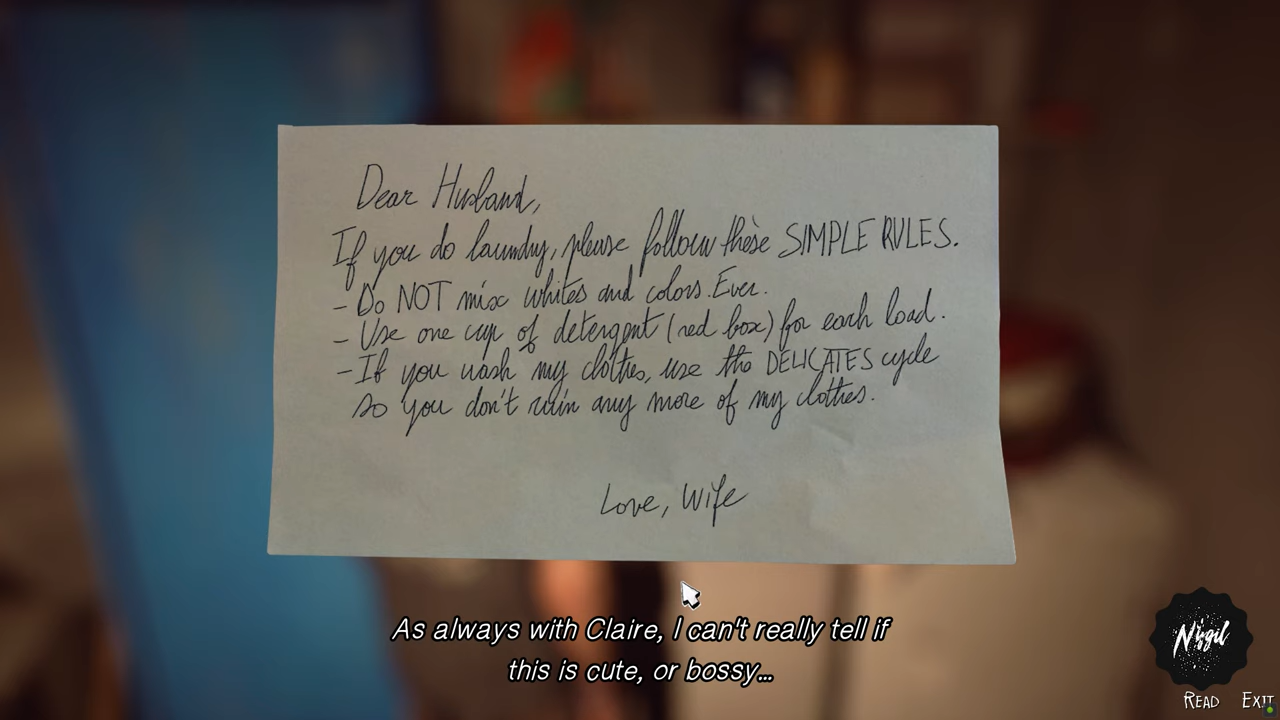 Dear Husband,
If you do laundry, please follow these SIMPLE RULES.
- Do NOT mix whites and colors. Ever.
- Use one cup of detergent (red box) for each load.
- If you wash my clothes, use the DELICATES cycle
so you don't ruin any more of my clothes.
Love, Wife
As always with Claire, I can't really tell if
this is cute, or bossy...
READ EXIT